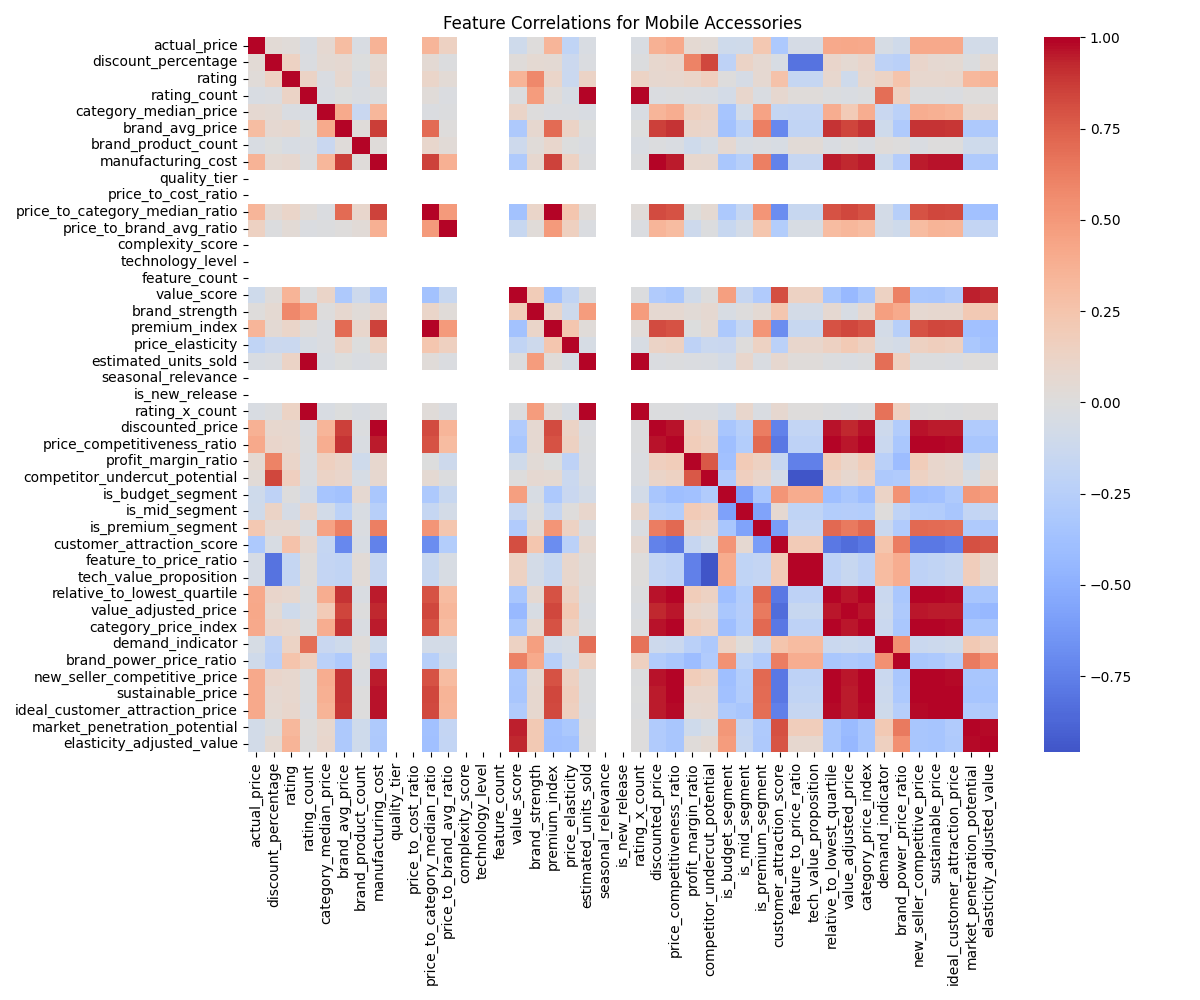 Feature Correlations for Mobile Accessories
actual_price
discount_percentage
rating
rating_count
category_median_price
brand_avg_price
brand_product_count
manufacturing_cost
quality_tier
price_to_cost_ratio
price_to_category_median_ratio
price_to_brand_avg_ratio
complexity_score
technology_level
feature_count
value_score
brand_strength
premium_index
price_elasticity
estimated_units_sold
seasonal_relevance
is_new_release
rating_x_count
discounted_price
price_competitiveness_ratio
profit_margin_ratio
competitor_undercut_potential
is_budget_segment
is_mid_segment
is_premium_segment
customer_attraction_score
feature_to_price_ratio
tech_value_proposition
relative_to_lowest_quartile
value_adjusted_price
category_price_index
demand_indicator
brand_power_price_ratio
new_seller_competitive_price
sustainable_price
ideal_customer_attraction_price
market_penetration_potential
elasticity_adjusted_value
actual_price
discount_percentage
rating
rating_count
category_median_price
brand_avg_price
brand_product_count
manufacturing_cost
quality_tier
price_to_cost_ratio
price_to_category_median_ratio
price_to_brand_avg_ratio
complexity_score
technology_level
feature_count
value_score
brand_strength
premium_index
price_elasticity
estimated_units_sold
seasonal_relevance
is_new_release
rating_x_count
discounted_price
price_competitiveness_ratio
profit_margin_ratio
competitor_undercut_potential
is_budget_segment
is_mid_segment
is_premium_segment
customer_attraction_score
feature_to_price_ratio
tech_value_proposition
relative_to_lowest_quartile
value_adjusted_price
category_price_index
demand_indicator
brand_power_price_ratio
new_seller_competitive_price
sustainable_price
ideal_customer_attraction_price
market_penetration_potential
elasticity_adjusted_value
1.00
0.75
0.50
0.25
0.00
−0.25
−0.50
−0.75